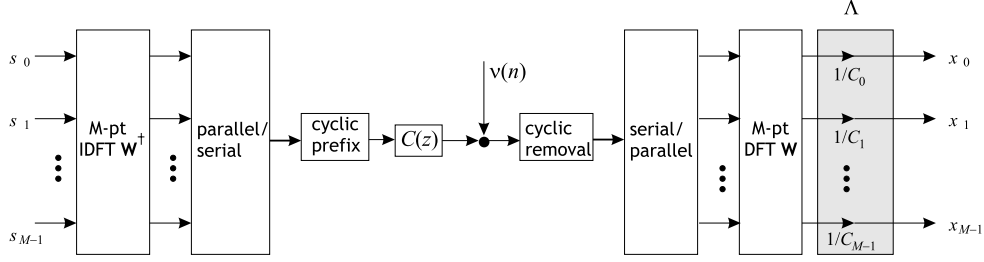 Λ
s 0
s 1
s M−1
M-pt
IDFT W†
parallel/
serial
cyclic
prefix
C(z)
ν(n)
cyclic
removal
serial/
parallel
M-pt
DFT W
1/C0
1/C1
1/CM−1
x 0
x 1
xM−1